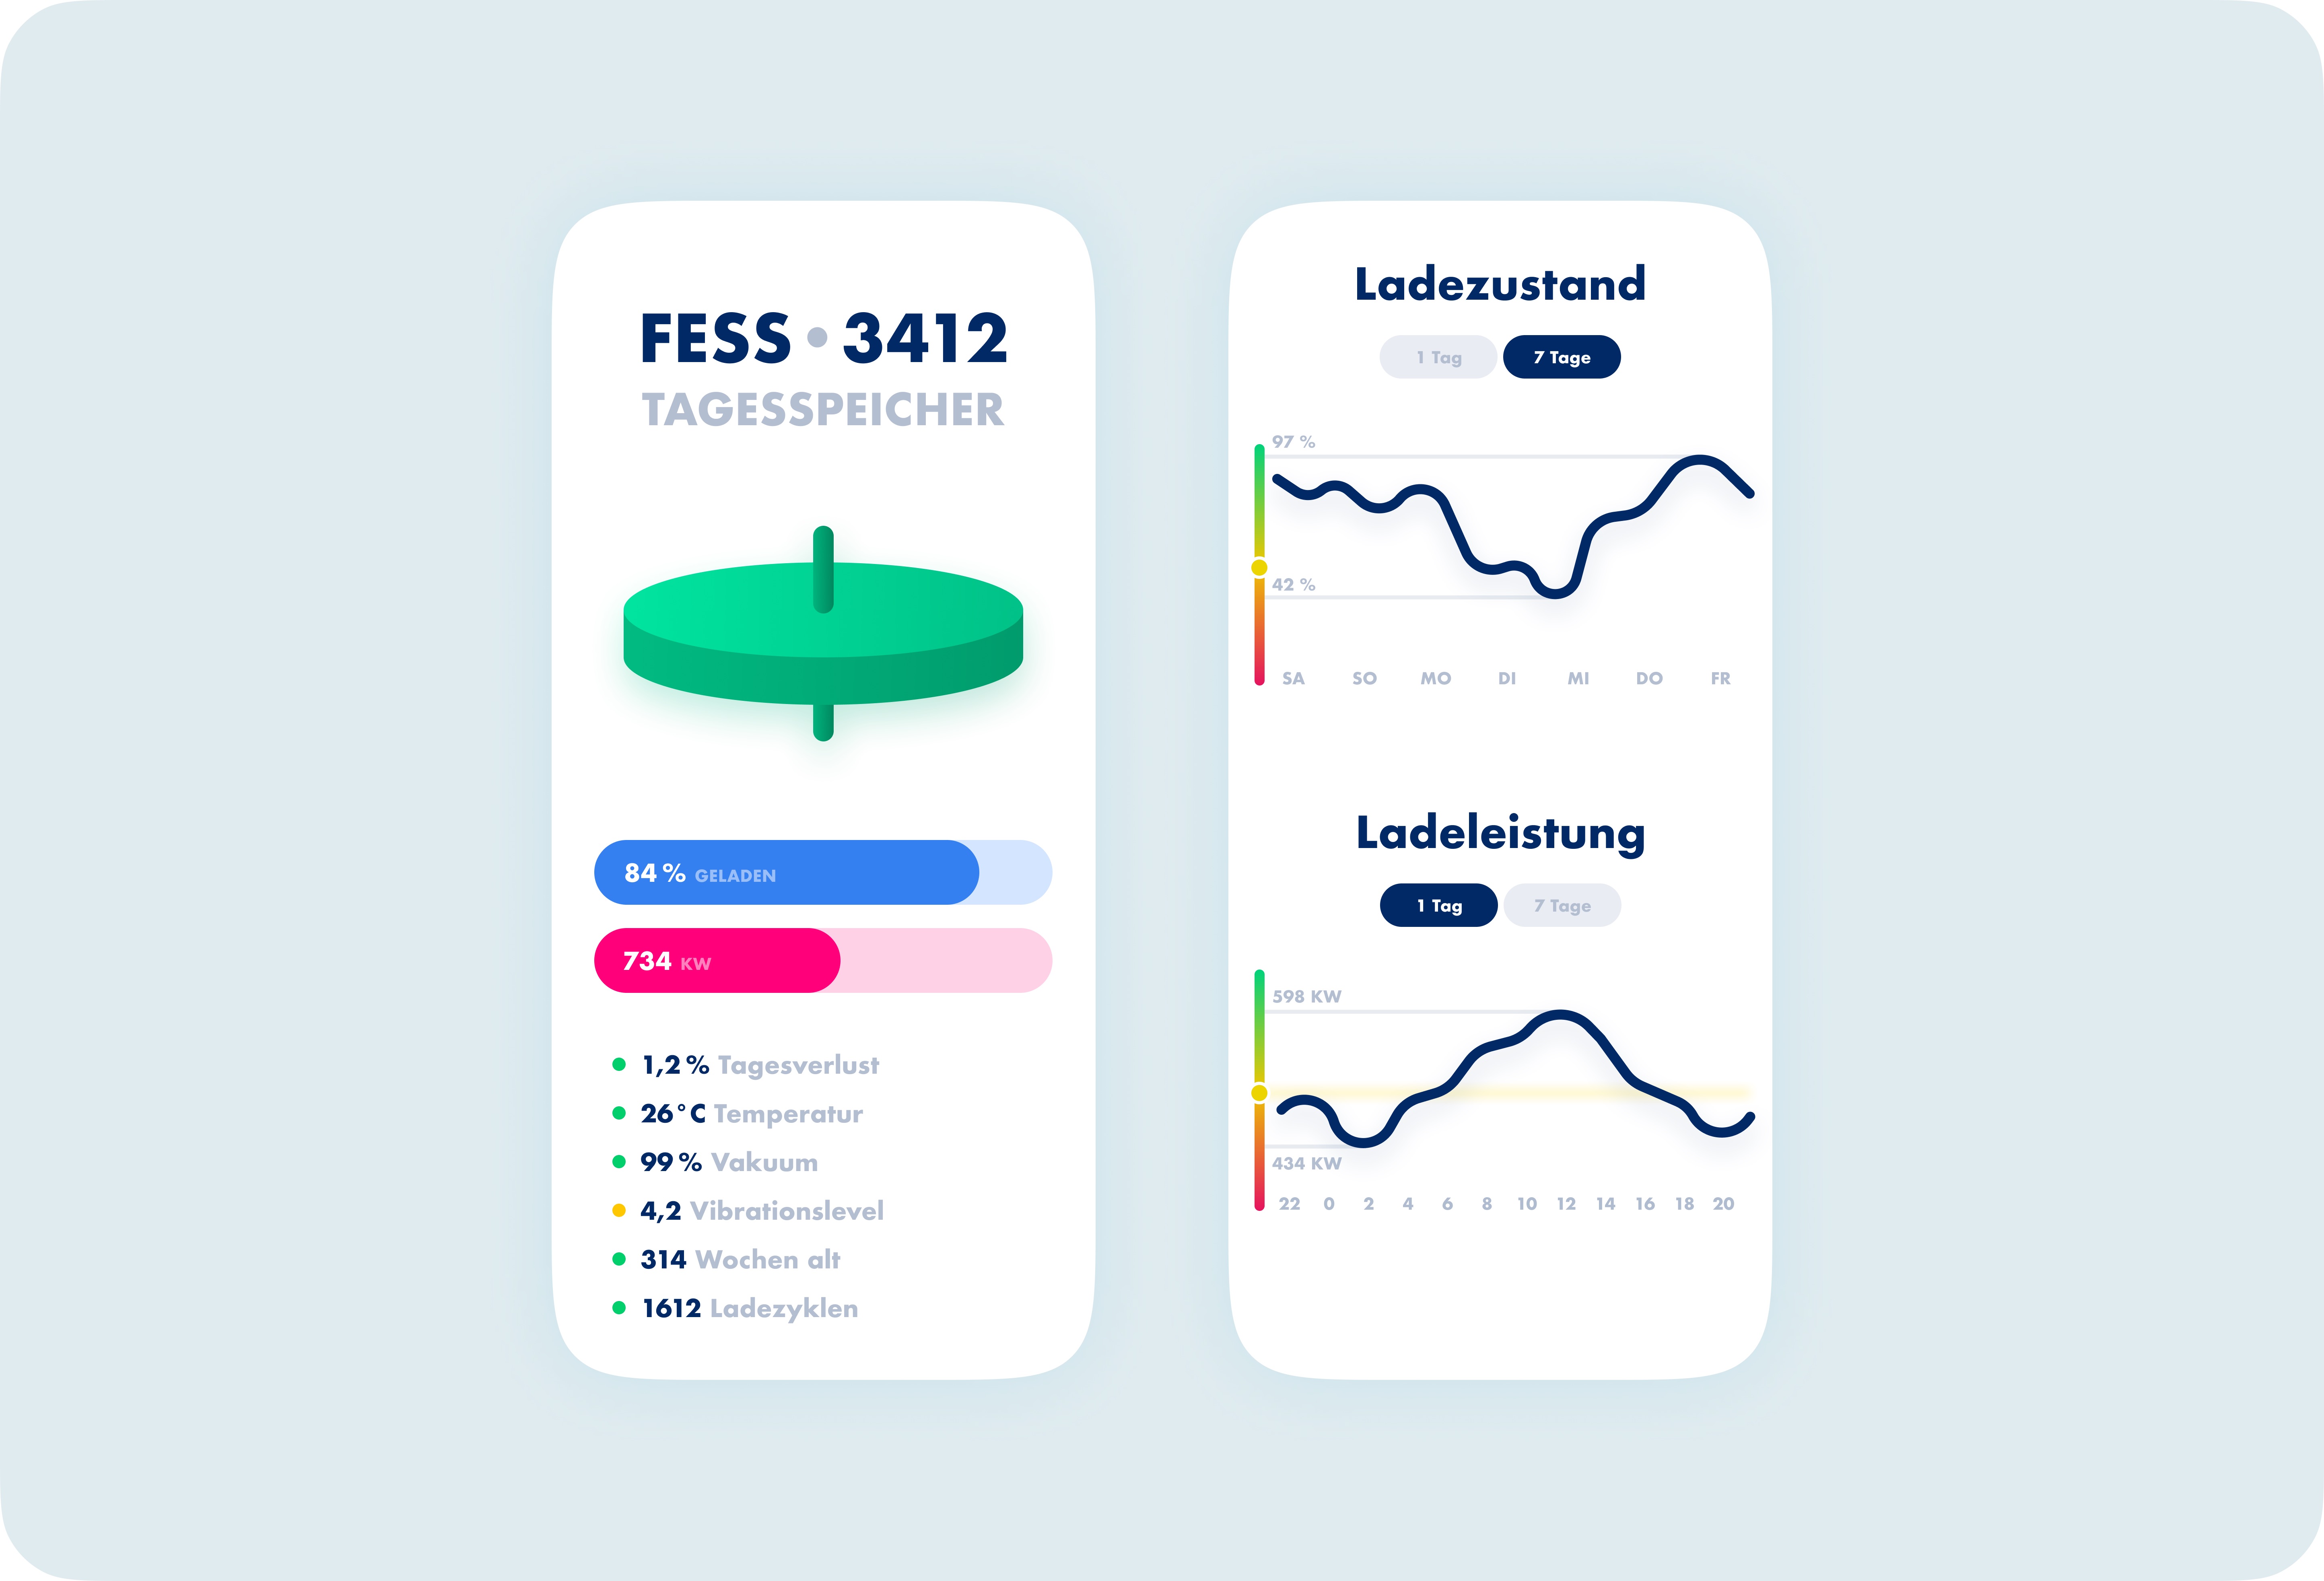 FESS • 3412
TAGESSPEICHER
84 % GELADEN
734 KW
1,2 % Tagesverlust
26°C Temperatur
99 % Vakuum
4,2 Vibrationslevel
314 Wochen alt
1612 Ladezyklen
Ladezustand
1 Tag 7 Tage
97 %
42 %
SA SO MO DI MI DO FR
Ladeleistung
1 Tag 7 Tage
598 KW
434 KW
22 0 2 4 6 8 10 12 14 16 18 20